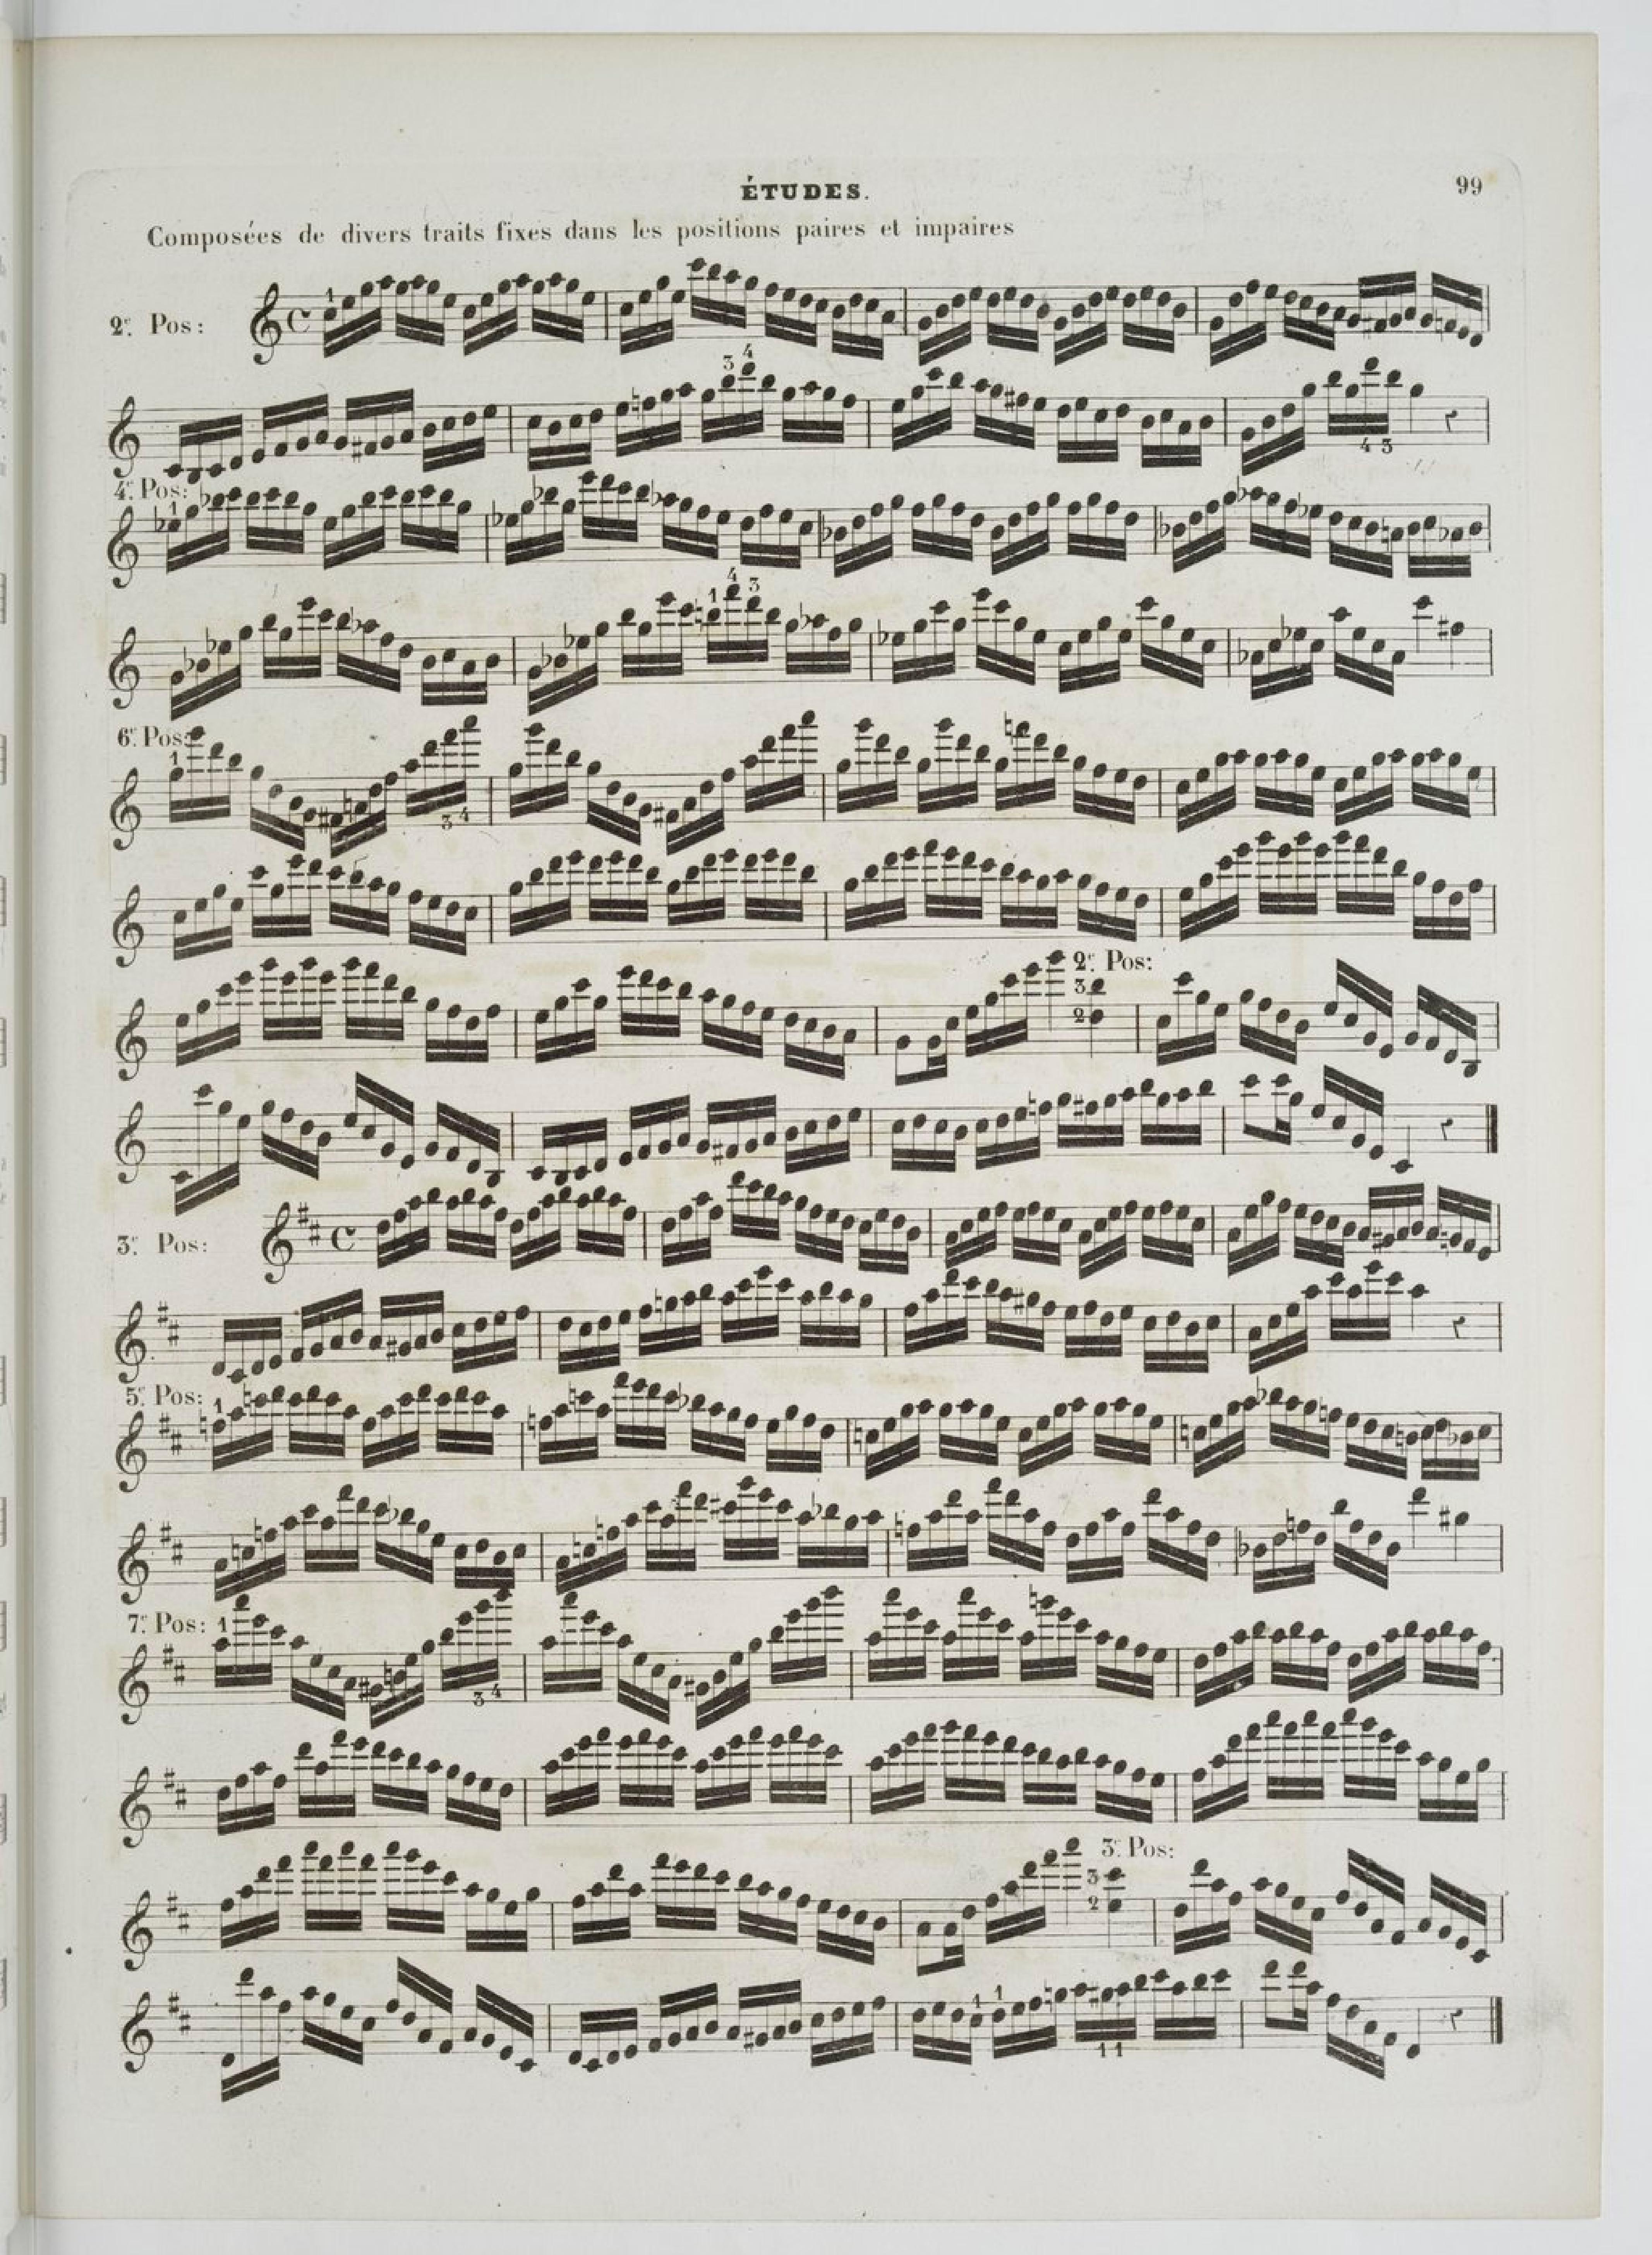 99
ÉTUDES.
Composées de divers traits fixes dans les positions paires et impaires
2e. Pos:
1
3 4
4 3
4e. Pos:
1
1 4 3
6e. Pos:
1
3 4
2e. Pos:
3
2
3e. Pos:
5e. Pos:
1
7e. Pos: 1
3 4
3e. Pos:
3
2
1 1
1 1